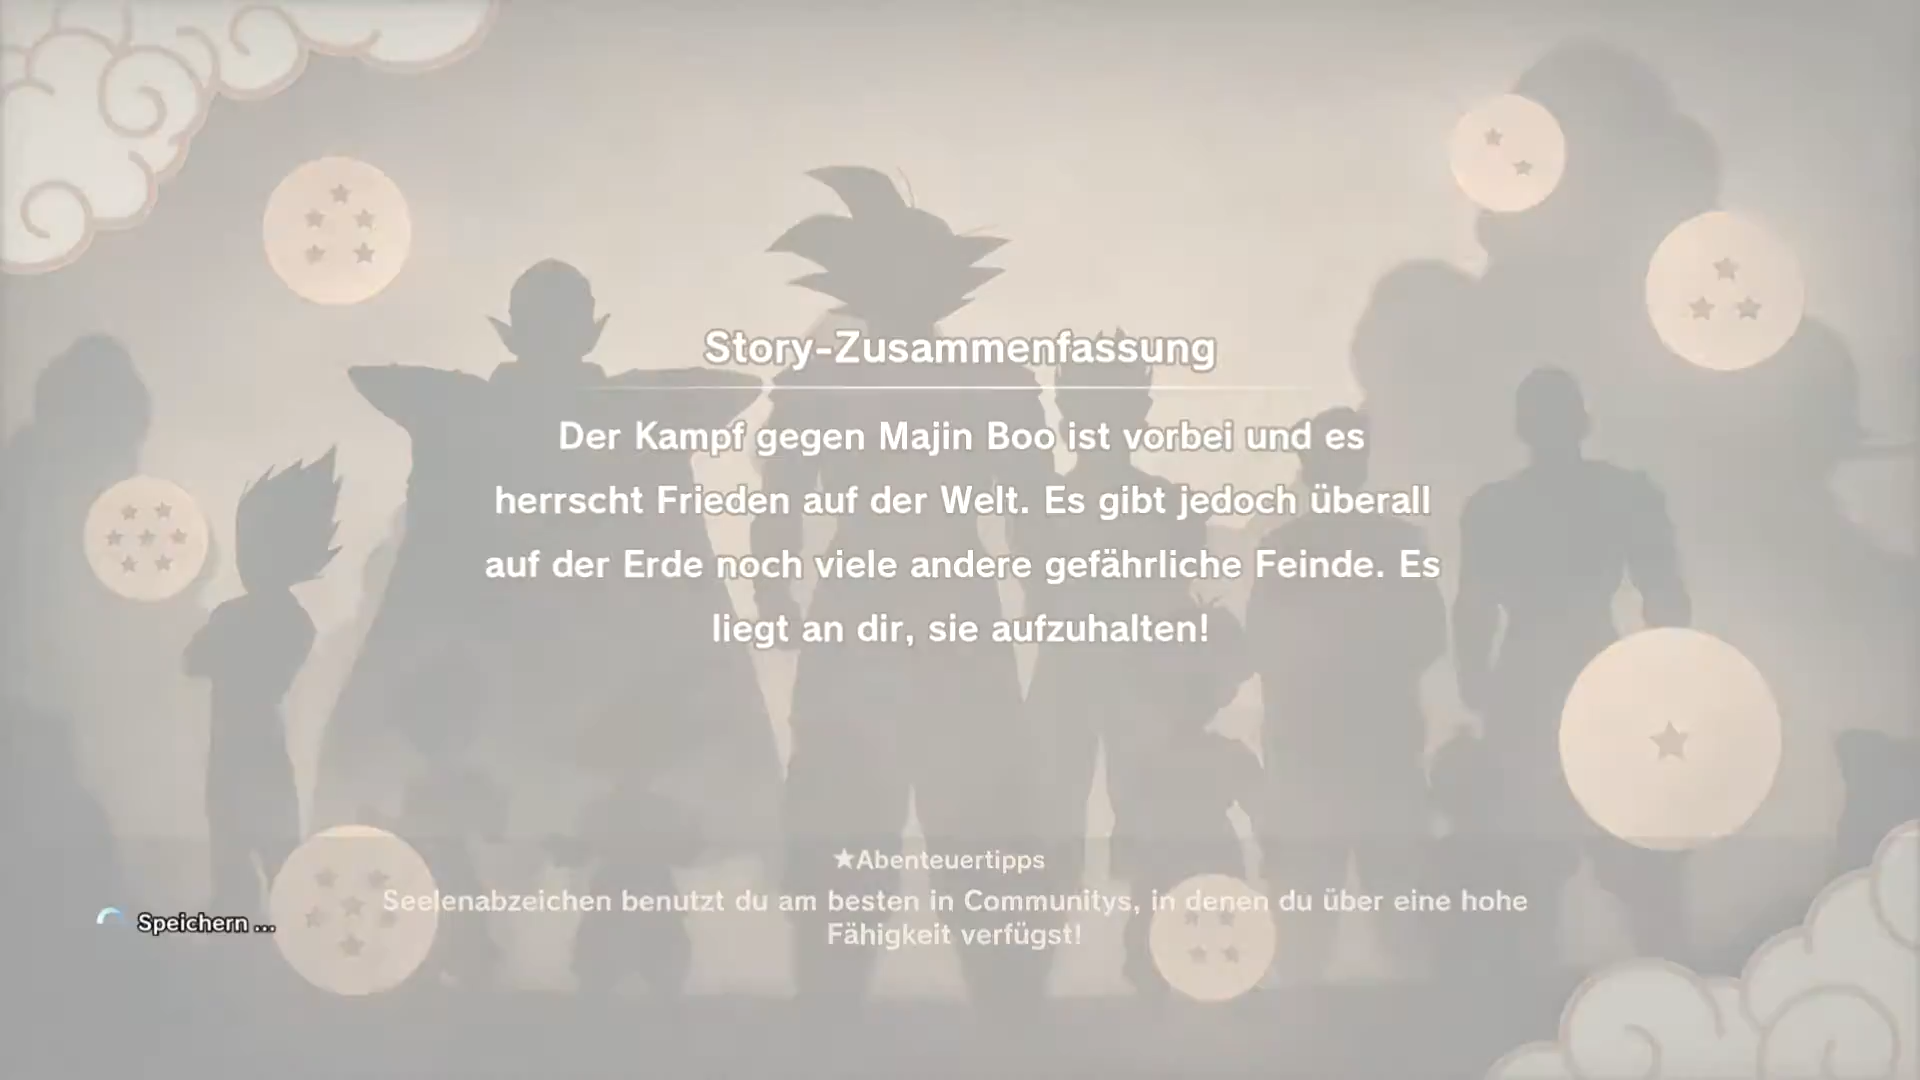 Story-Zusammenfassung
Der Kampf gegen Majin Boo ist vorbei und es
herrscht Frieden auf der Welt. Es gibt jedoch überall
auf der Erde noch viele andere gefährliche Feinde. Es
liegt an dir, sie aufzuhalten!
★Abenteuertipps
Seelenabzeichen benutzt du am besten in Communitys, in denen du über eine hohe
Fähigkeit verfügst!
Speichern ...